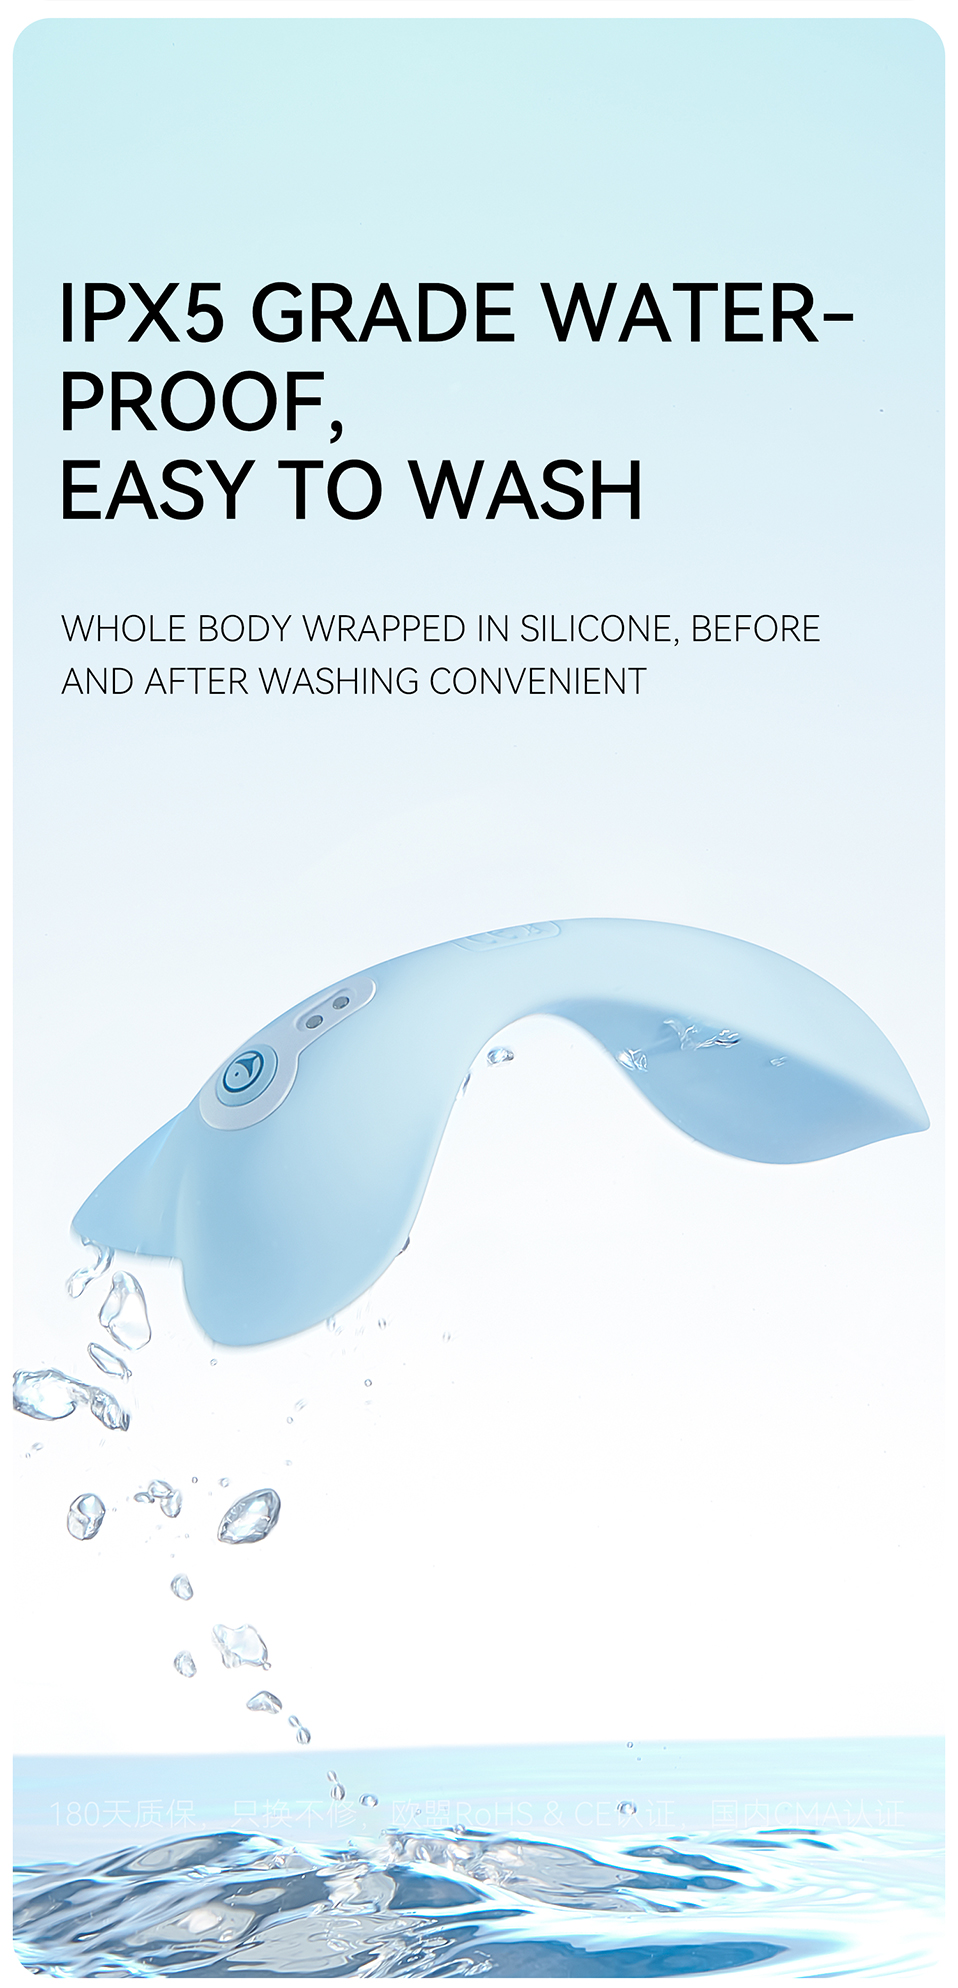 IPX5 GRADE WATER-
PROOF,
EASY TO WASH
WHOLE BODY WRAPPED IN SILICONE, BEFORE
AND AFTER WASHING CONVENIENT
180天质保，只换不修，欧盟RoHS & CE认证，国内CMA认证